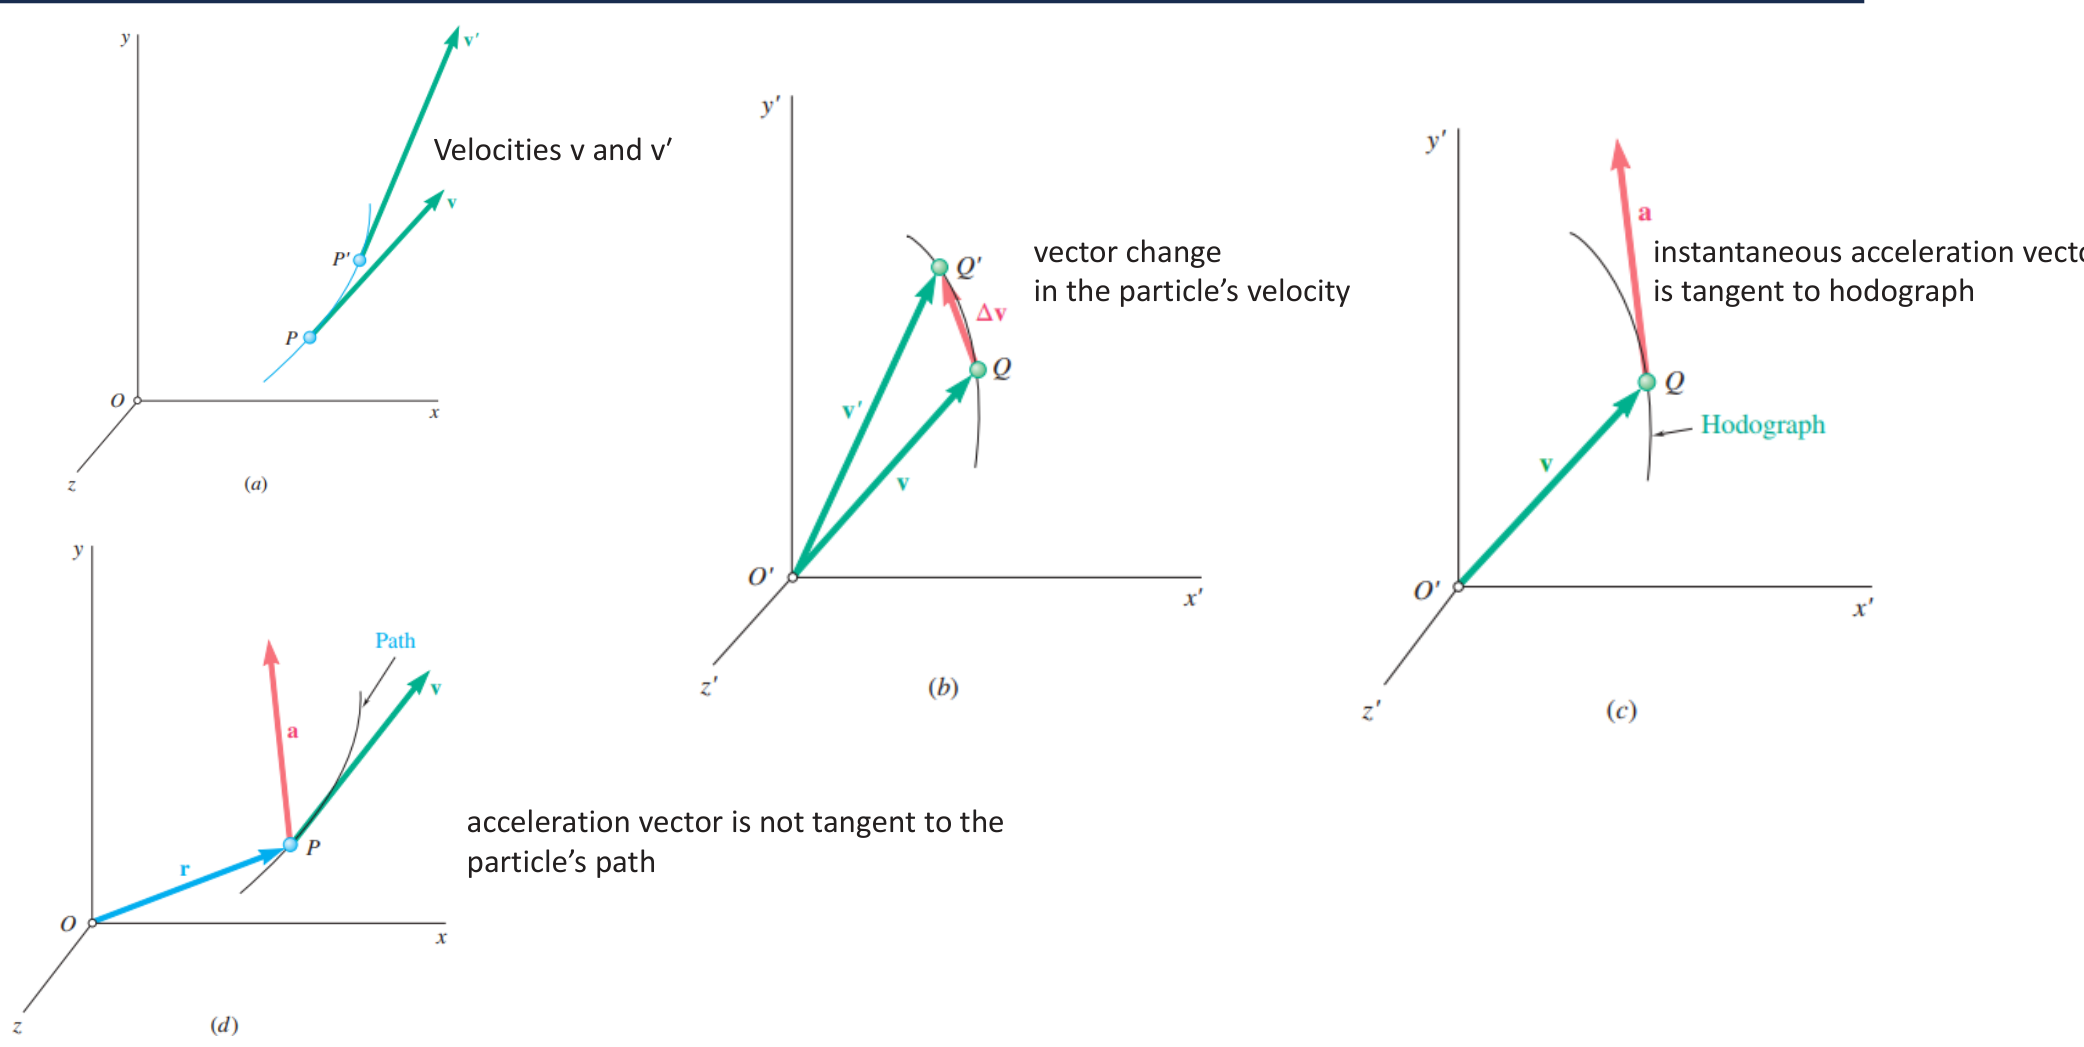 y
v′
Velocities v and v′
v
P′
P
O
x
z
(a)
y′
Q′
vector change
in the particle’s velocity
Δv
Q
v′
v
O′
x′
z′
(b)
y′
a
instantaneous acceleration vect
is tangent to hodograph
Q
Hodograph
v
O′
x′
z′
(c)
y
Path
v
a
acceleration vector is not tangent to the
particle’s path
P
r
O
x
z
(d)